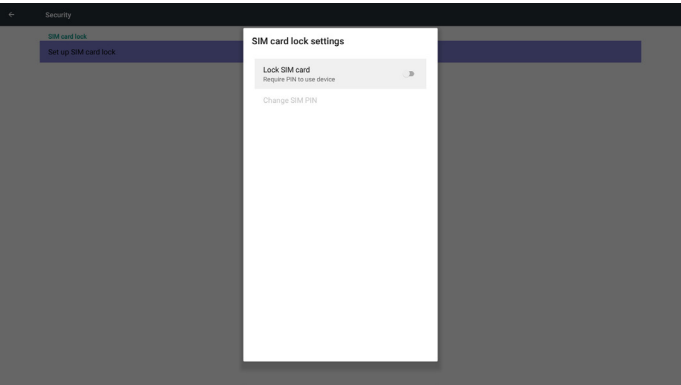 Security
SIM card lock
Set up SIM card lock
SIM card lock settings
Lock SIM card
Require PIN to use device
Change SIM PIN